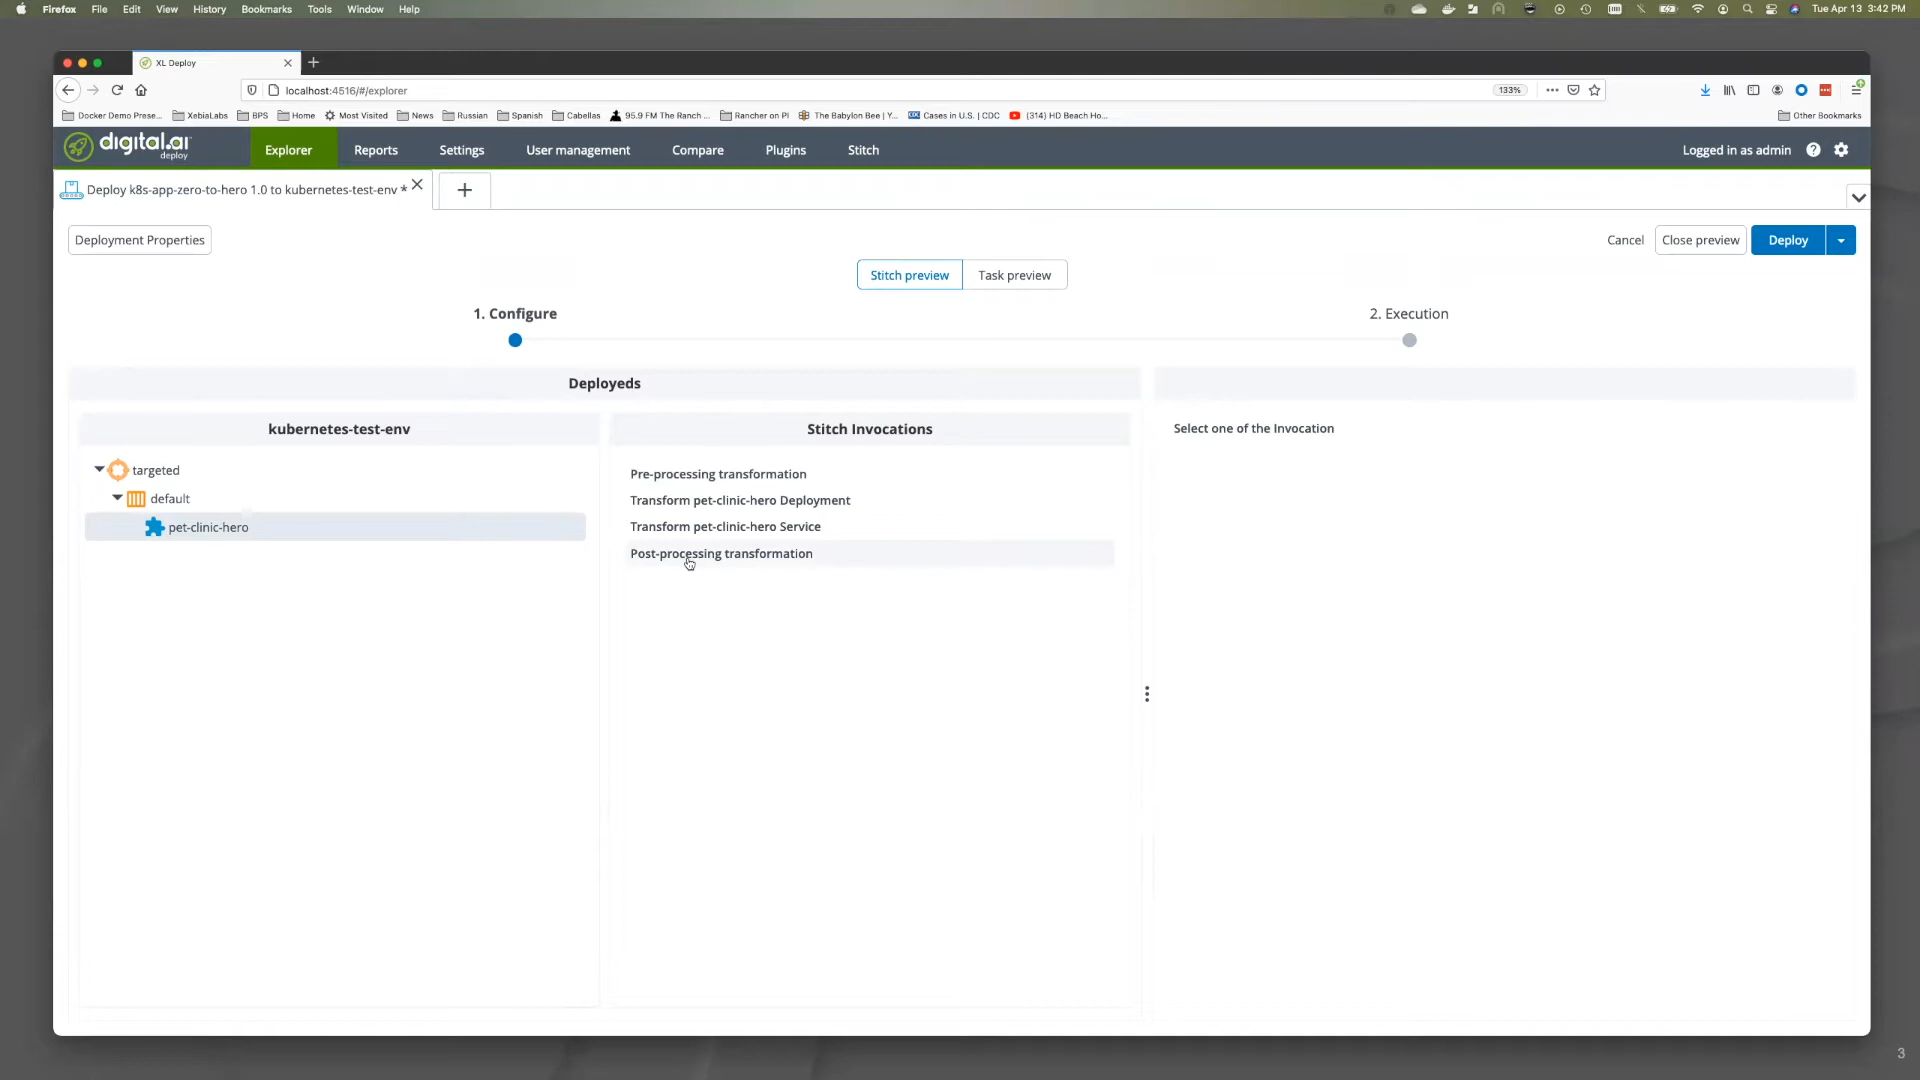 Firefox File Edit View History Bookmarks Tools Window Help
Tue Apr 13 3:42 PM
XL Deploy
localhost:4516/#/explorer
133%
Docker Demo Prese... XebiaLabs BPS Home Most Visited News Russian Spanish Cabellas 95.9 FM The Ranch ... Rancher on PI The Babylon Bee | Y... Cases in U.S. | CDC (314) HD Beach Ho... Other Bookmarks
digital.ai
deploy
Explorer Reports Settings User management Compare Plugins Stitch
Logged in as admin
Deploy k8s-app-zero-to-hero 1.0 to kubernetes-test-env *
Deployment Properties
Cancel Close preview Deploy
Stitch preview Task preview
1. Configure 2. Execution
Deployeds
kubernetes-test-env
targeted
default
pet-clinic-hero
Stitch Invocations
Pre-processing transformation
Transform pet-clinic-hero Deployment
Transform pet-clinic-hero Service
Post-processing transformation
Select one of the Invocation
3